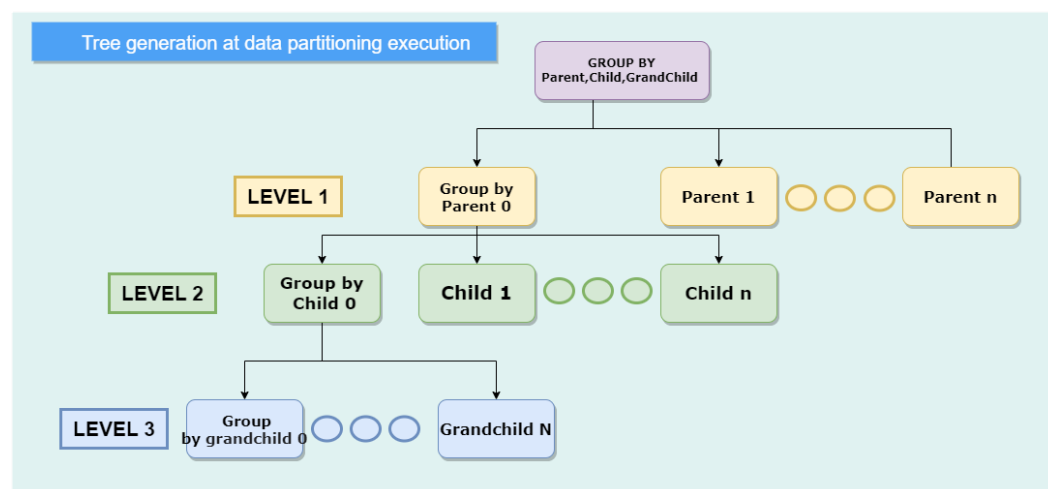 Tree generation at data partitioning execution
GROUP BY
Parent,Child,GrandChild
LEVEL 1
Group by
Parent 0
Parent 1
Parent n
LEVEL 2
Group by
Child 0
Child 1
Child n
LEVEL 3
Group
by grandchild 0
Grandchild N